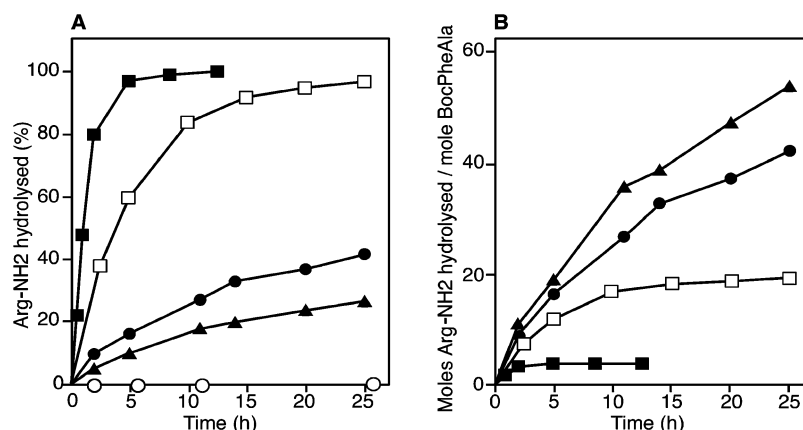 A
Arg-NH2 hydrolysed (%)
100
80
60
40
20
0
0 5 10 15 20 25
Time (h)
B
Moles Arg-NH2 hydrolysed / mole BocPheAla
60
40
20
0
0 5 10 15 20 25
Time (h)